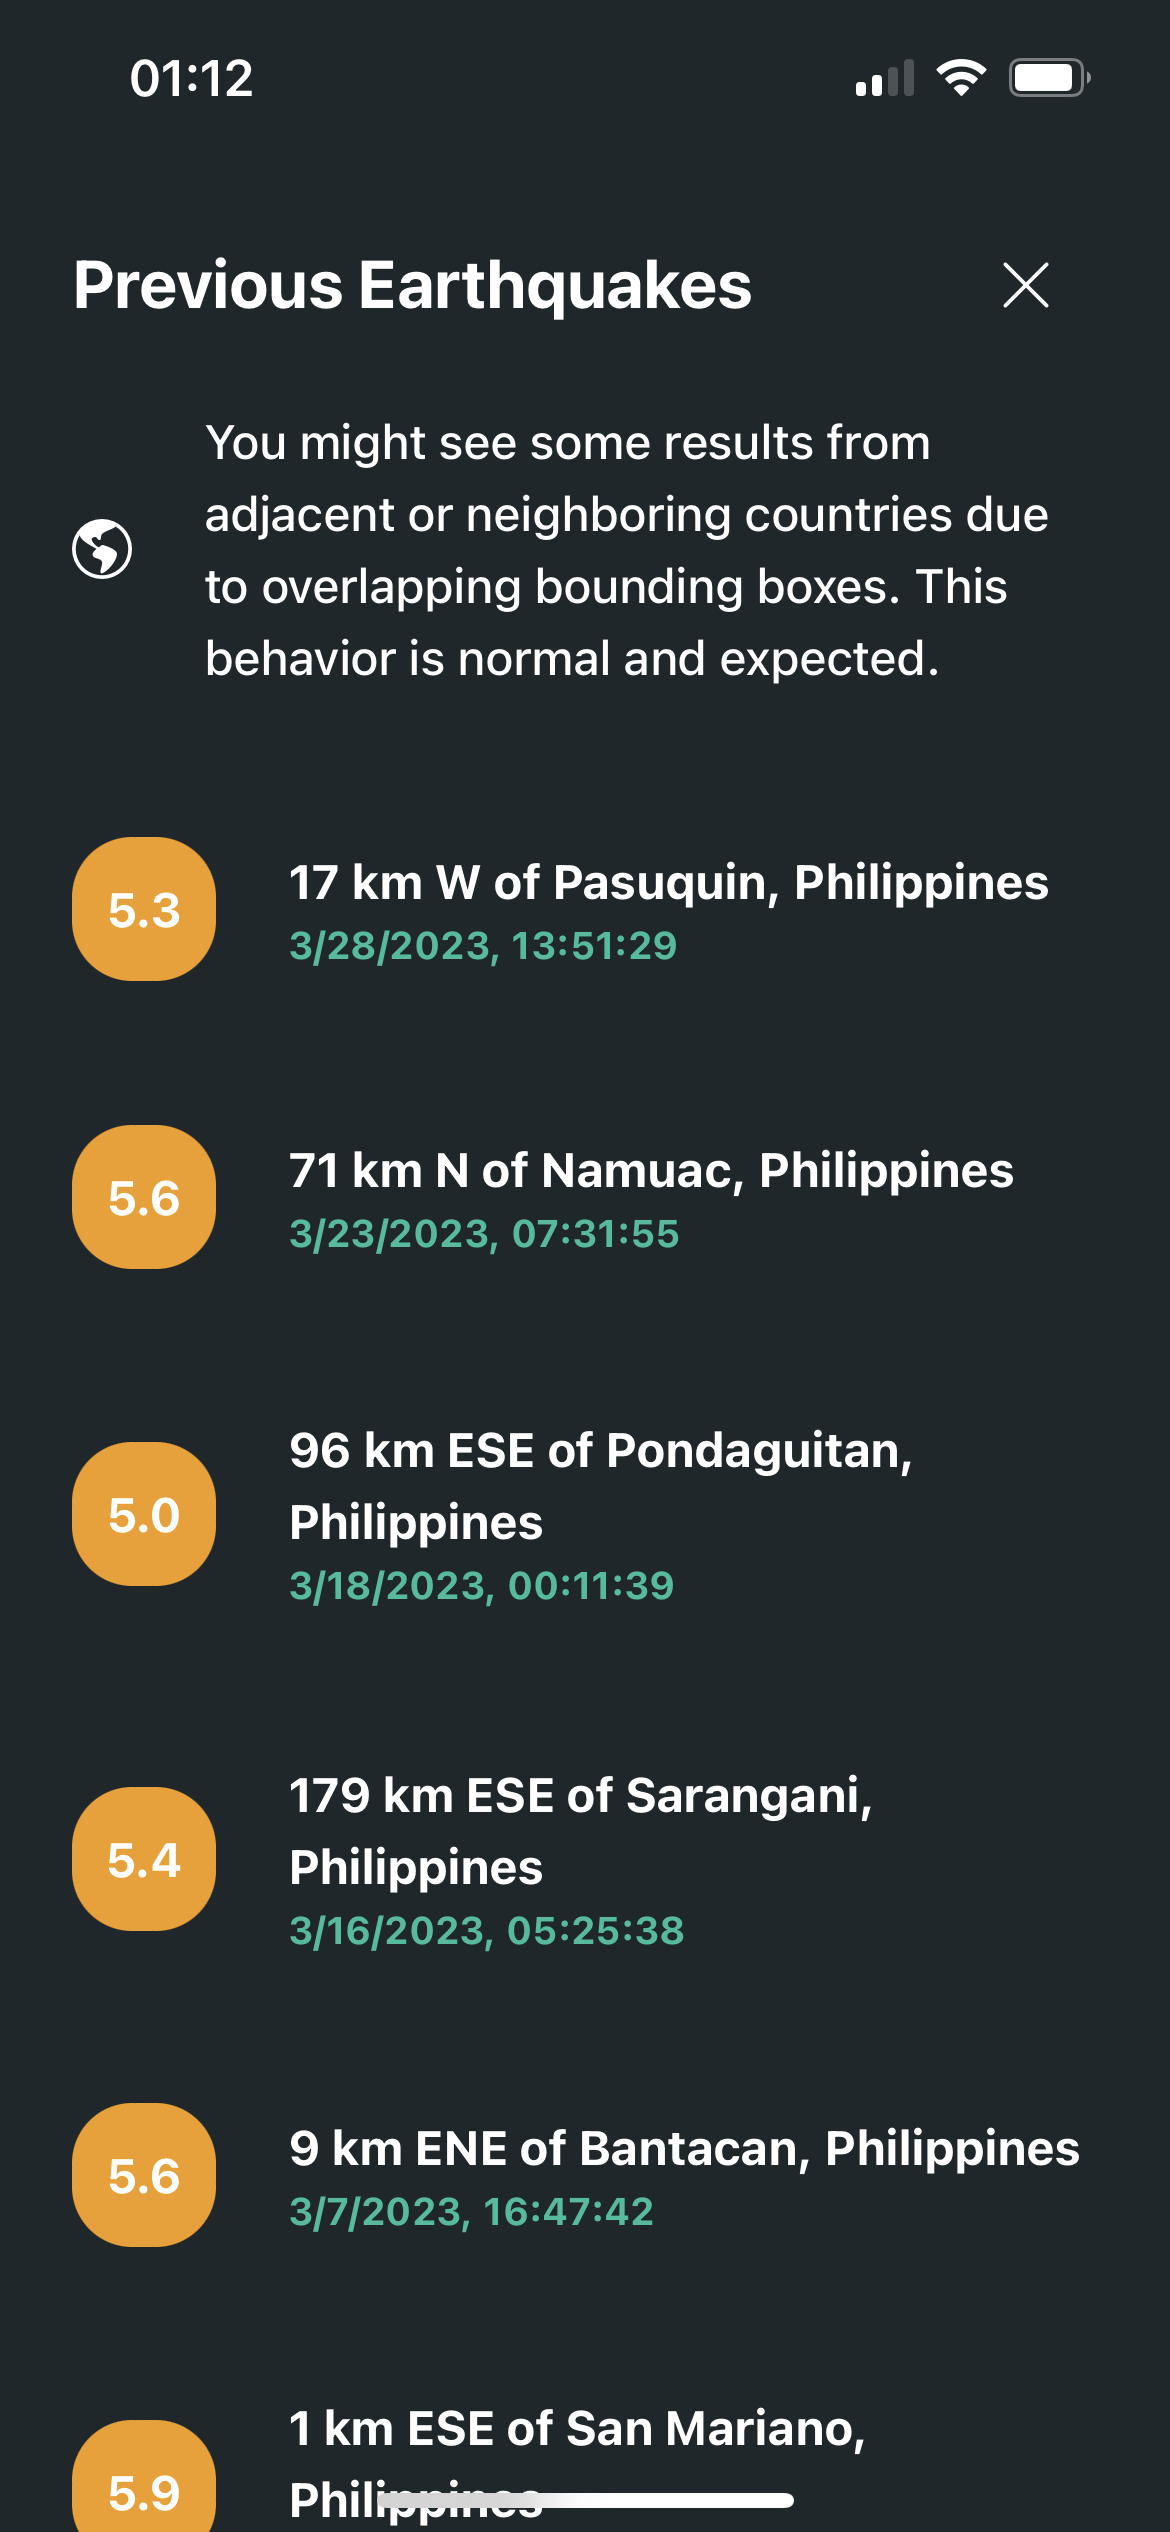 01:12
Previous Earthquakes
You might see some results from
adjacent or neighboring countries due
to overlapping bounding boxes. This
behavior is normal and expected.
5.3
17 km W of Pasuquin, Philippines
3/28/2023, 13:51:29
5.6
71 km N of Namuac, Philippines
3/23/2023, 07:31:55
5.0
96 km ESE of Pondaguitan,
Philippines
3/18/2023, 00:11:39
5.4
179 km ESE of Sarangani,
Philippines
3/16/2023, 05:25:38
5.6
9 km ENE of Bantacan, Philippines
3/7/2023, 16:47:42
5.9
1 km ESE of San Mariano,
Philippines